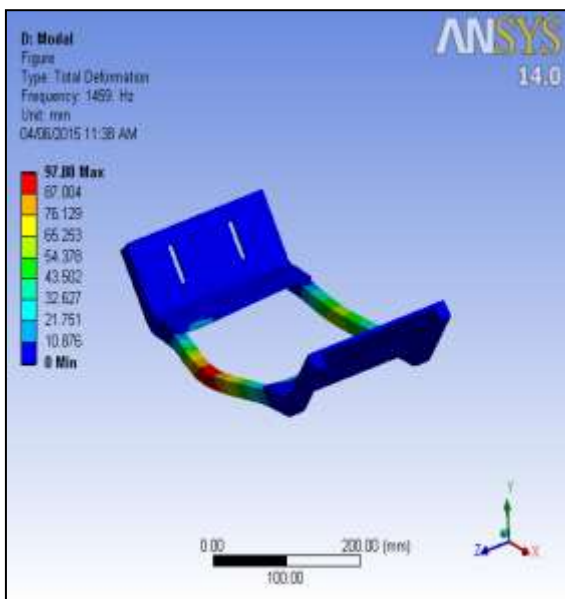 D: Modal
Figure
Type: Total Deformation
Frequency: 1459. Hz
Unit: mm
04/06/2015 11:38 AM
97.88 Max
87.004
76.129
65.253
54.378
43.502
32.627
21.751
10.876
0 Min
ANSYS
14.0
Y
Z
X
0.00
200.00 (mm)
100.00